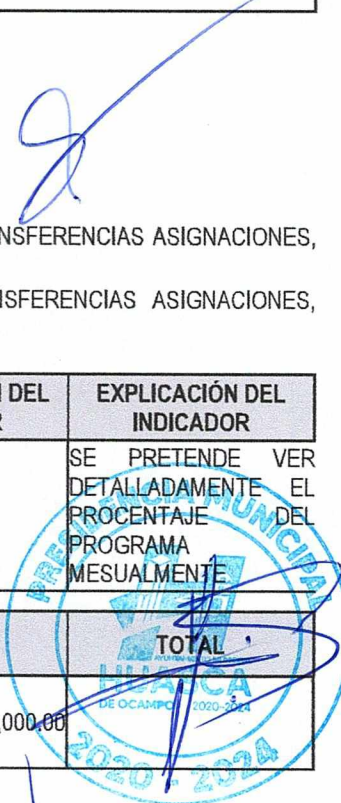 NSFERENCIAS ASIGNACIONES,
NSFERENCIAS ASIGNACIONES,
N DEL
R
EXPLICACIÓN DEL
INDICADOR
SE PRETENDE VER
DETALLADAMENTE EL
PROCENTAJE DEL
PROGRAMA
MESUALMENTE
TOTAL
,000.00
PRESIDENCIA MUNICIPAL
HUASCA
DE OCAMPO 2020-2024
2020 - 2024